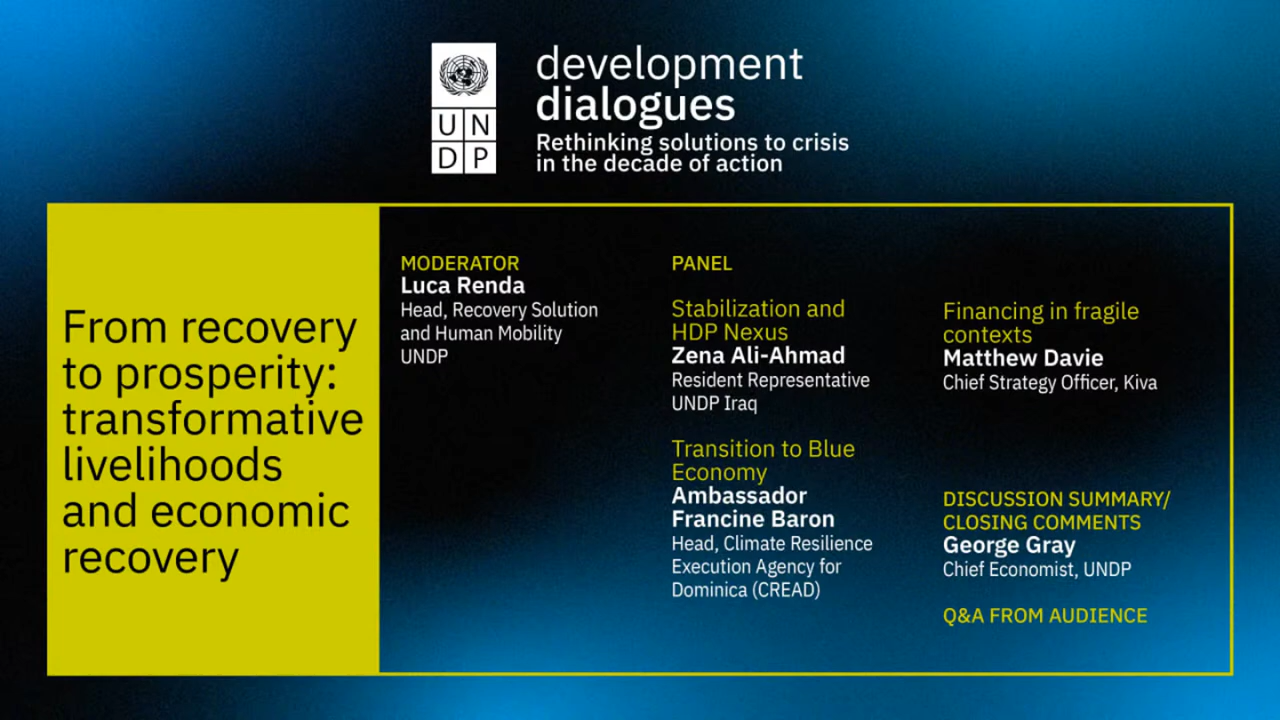 UN
DP
development
dialogues
Rethinking solutions to crisis
in the decade of action
From recovery
to prosperity:
transformative
livelihoods
and economic
recovery
MODERATOR
Luca Renda
Head, Recovery Solution
and Human Mobility
UNDP
PANEL
Stabilization and
HDP Nexus
Zena Ali-Ahmad
Resident Representative
UNDP Iraq
Transition to Blue
Economy
Ambassador
Francine Baron
Head, Climate Resilience
Execution Agency for
Dominica (CREAD)
Financing in fragile
contexts
Matthew Davie
Chief Strategy Officer, Kiva
DISCUSSION SUMMARY/
CLOSING COMMENTS
George Gray
Chief Economist, UNDP
Q&A FROM AUDIENCE